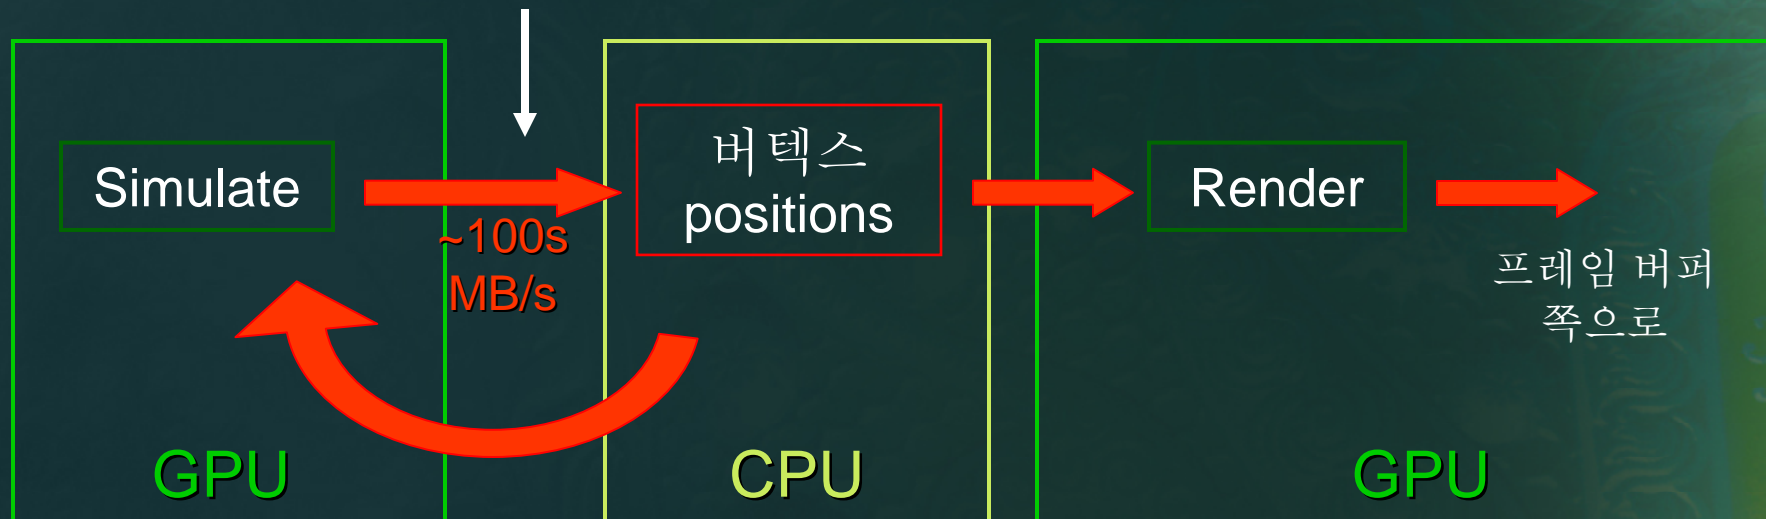 Simulate
~100s
MB/s
GPU
버텍스
positions
CPU
Render
프레임 버퍼
쪽으로
GPU